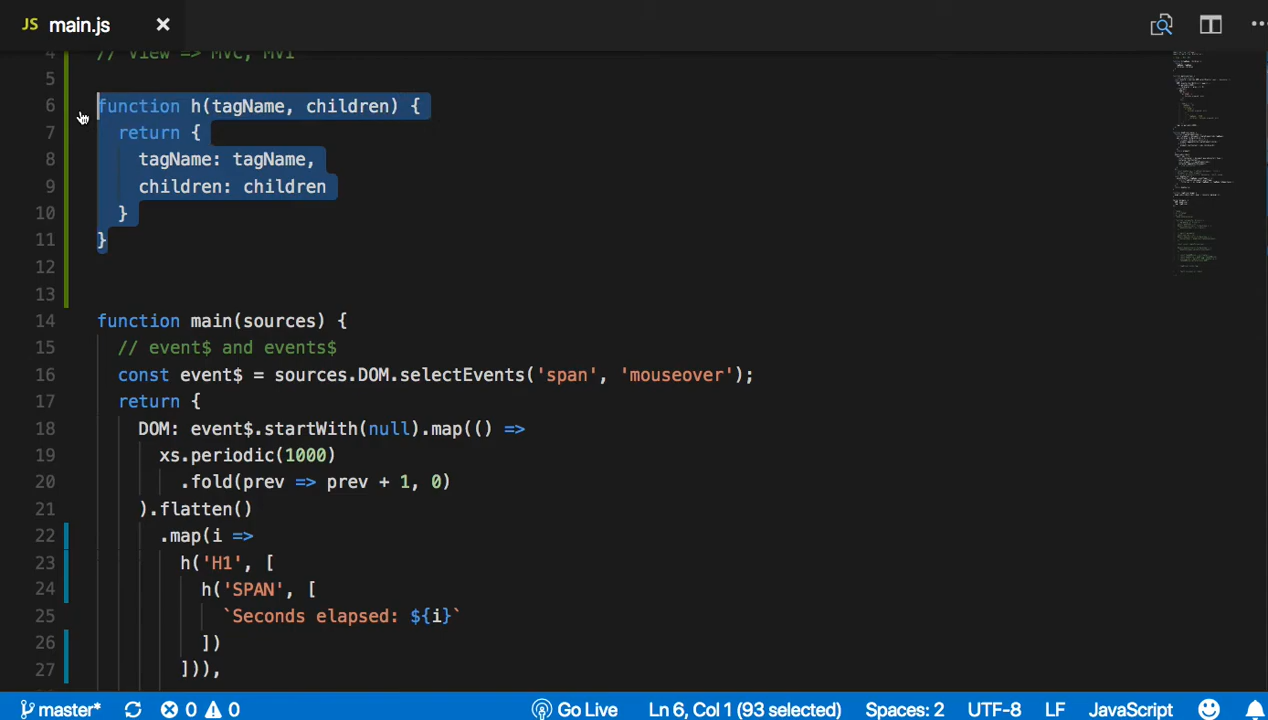 JS main.js ×
4 // View => MVC, MVI
5
6 function h(tagName, children) {
7 return {
8 tagName: tagName,
9 children: children
10 }
11 }
12
13
14 function main(sources) {
15 // event$ and events$
16 const event$ = sources.DOM.selectEvents('span', 'mouseover');
17 return {
18 DOM: event$.startWith(null).map(() =>
19 xs.periodic(1000)
20 .fold(prev => prev + 1, 0)
21 ).flatten()
22 .map(i =>
23 h('H1', [
24 h('SPAN', [
25 `Seconds elapsed: ${i}`
26 ])
27 ])),
master* 0 0 Go Live Ln 6, Col 1 (93 selected) Spaces: 2 UTF-8 LF JavaScript